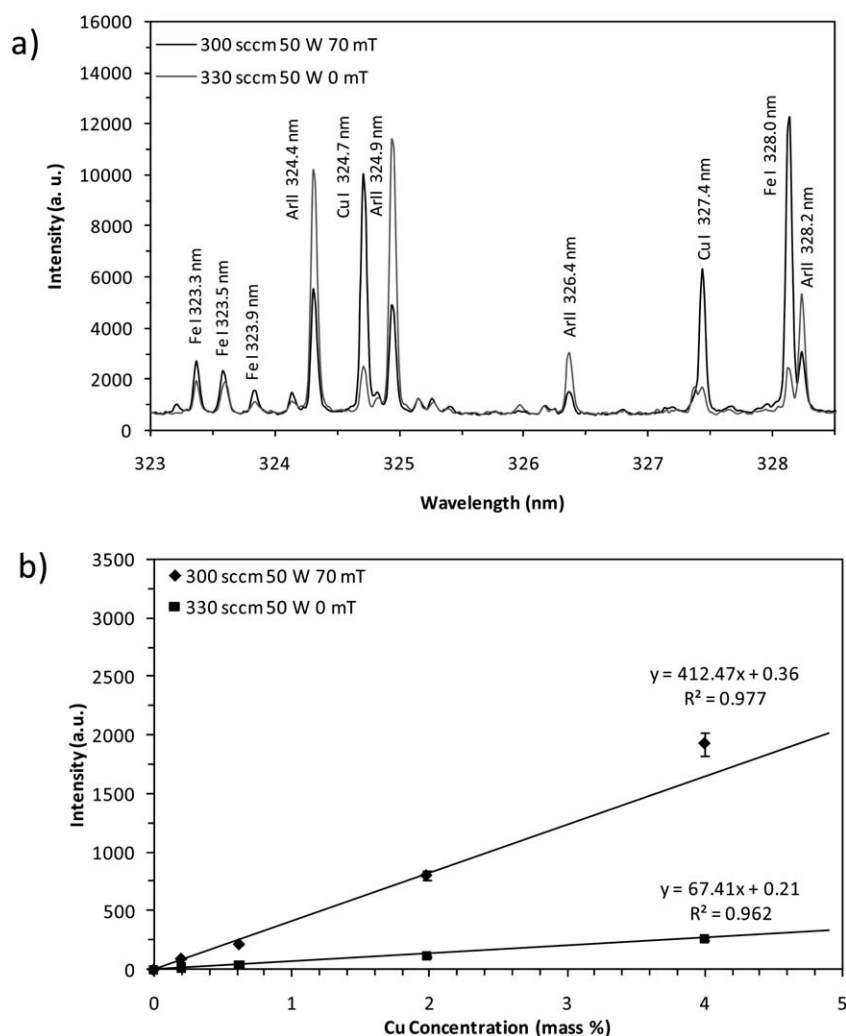 a)
16000
14000
12000
10000
8000
6000
4000
2000
0
Intensity (a. u.)
300 sccm 50 W 70 mT
330 sccm 50 W 0 mT
Fe I 323.3 nm
Fe I 323.5 nm
Fe I 323.9 nm
ArII 324.4 nm
Cu I 324.7 nm
ArII 324.9 nm
ArII 326.4 nm
Cu I 327.4 nm
Fe I 328.0 nm
ArII 328.2 nm
323 324 325 326 327 328
Wavelength (nm)
b)
3500
3000
2500
2000
1500
1000
500
0
Intensity (a.u.)
300 sccm 50 W 70 mT
330 sccm 50 W 0 mT
y = 412.47x + 0.36
R² = 0.977
y = 67.41x + 0.21
R² = 0.962
0 1 2 3 4 5
Cu Concentration (mass %)